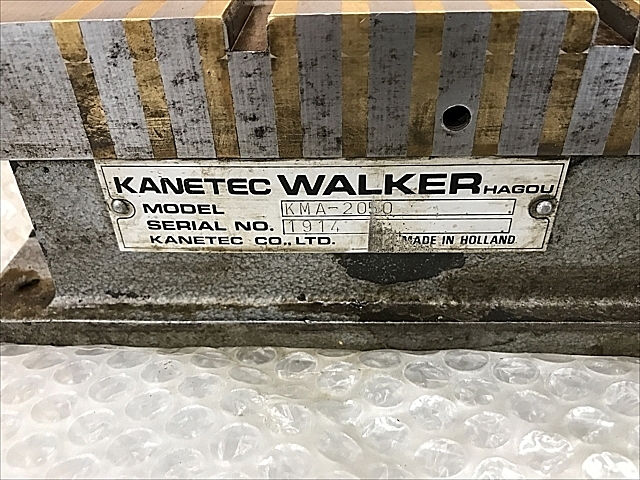 KANETEC WALKER HAGOU
MODEL KMA-2050
SERIAL NO. 1914
KANETEC CO., LTD. MADE IN HOLLAND